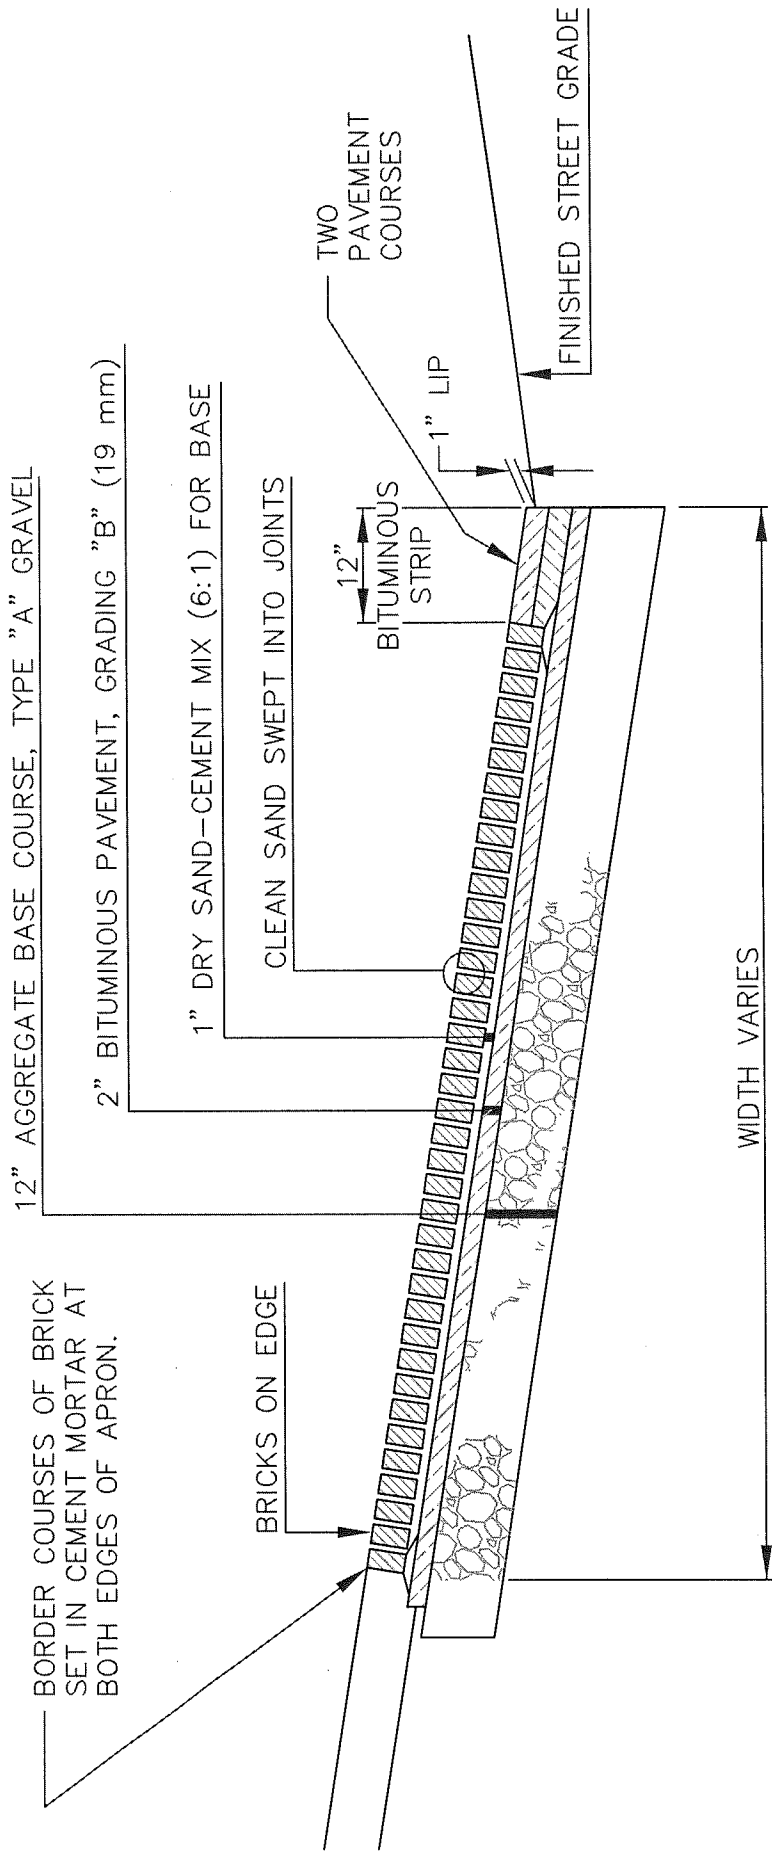 BORDER COURSES OF BRICK
SET IN CEMENT MORTAR AT
BOTH EDGES OF APRON.
12" AGGREGATE BASE COURSE, TYPE "A" GRAVEL
2" BITUMINOUS PAVEMENT, GRADING "B" (19 mm)
1" DRY SAND-CEMENT MIX (6:1) FOR BASE
CLEAN SAND SWEPT INTO JOINTS
BRICKS ON EDGE
12"
BITUMINOUS
STRIP
1" LIP
TWO
PAVEMENT
COURSES
FINISHED STREET GRADE
WIDTH VARIES